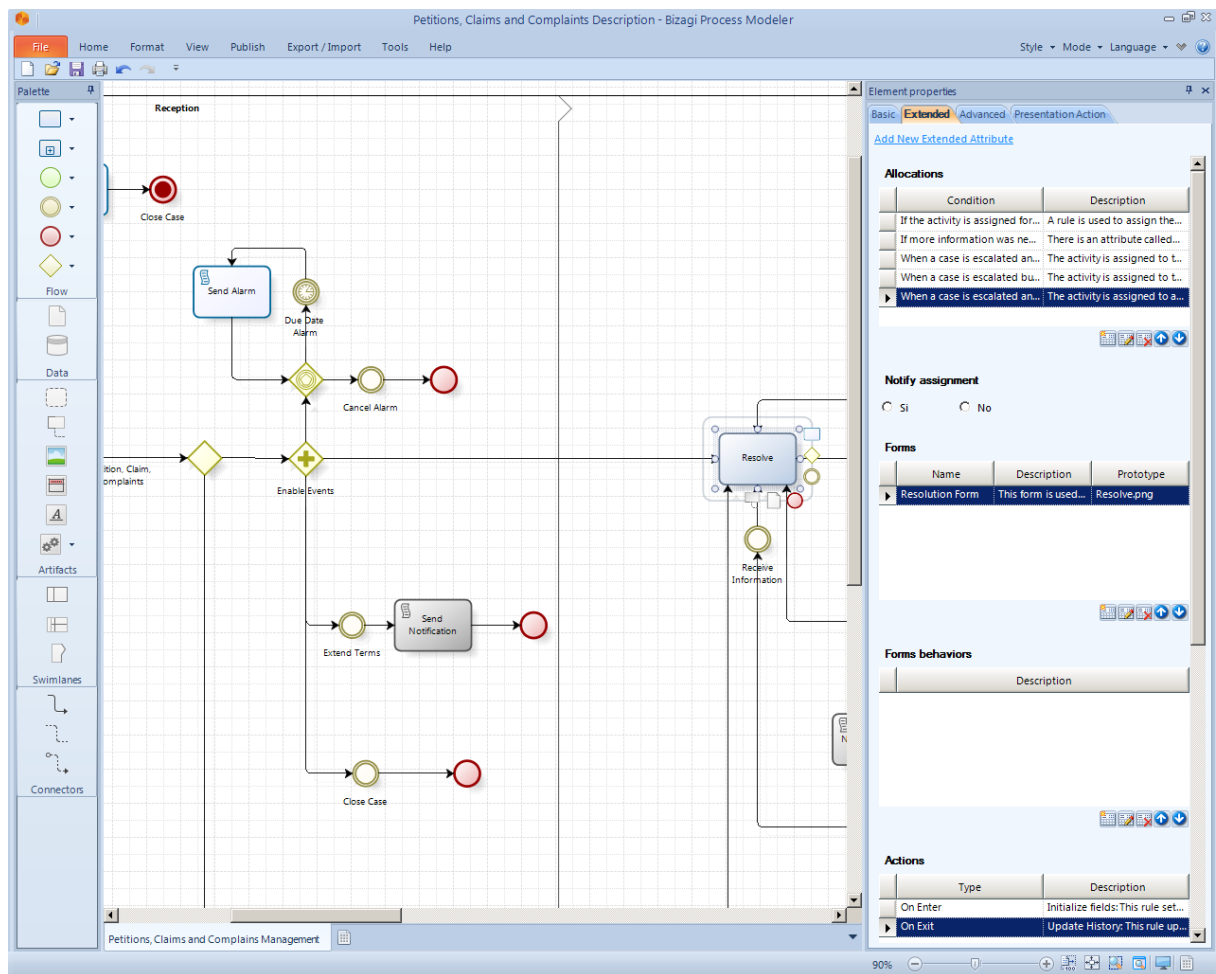 Petitions, Claims and Complaints Description - Bizagi Process Modeler
File Home Format View Publish Export / Import Tools Help
Style Mode Language
Palette
Flow
Data
Artifacts
Swimlanes
Connectors
Reception
Close Case
Send Alarm
Due Date
Alarm
Cancel Alarm
ition, Claim,
omplaints
Enable Events
Resolve
Receive
Information
Send
Notification
Extend Terms
N
Close Case
Petitions, Claims and Complains Management
Element properties
Basic Extended Advanced Presentation Action
Add New Extended Attribute
Allocations
Condition Description
If the activity is assigned for... A rule is used to assign the...
If more information was ne... There is an attribute called...
When a case is escalated an... The activity is assigned to t...
When a case is escalated bu... The activity is assigned to t...
When a case is escalated an... The activity is assigned to a...
Notify assignment
Si No
Forms
Name Description Prototype
Resolution Form This form is used... Resolve.png
Forms behaviors
Description
Actions
Type Description
On Enter Initialize fields: This rule set...
On Exit Update History: This rule up...
90%